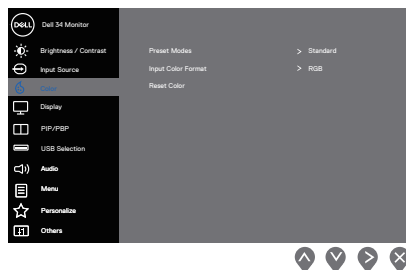 DELL
Dell 34 Monitor
Brightness / Contrast
Preset Modes > Standard
Input Source
Input Color Format > RGB
Color
Reset Color
Display
PIP/PBP
USB Selection
Audio
Menu
Personalize
Others